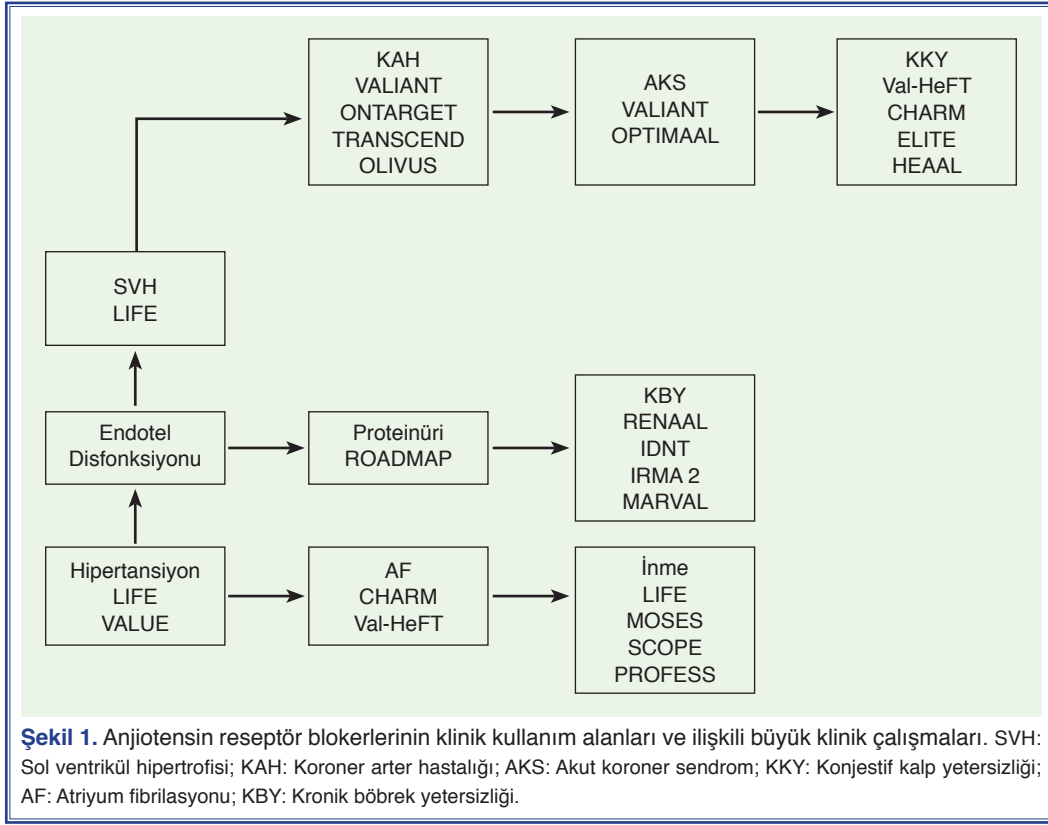 KAH
VALIANT
ONTARGET
TRANSCEND
OLIVUS
AKS
VALIANT
OPTIMAAL
KKY
Val-HeFT
CHARM
ELITE
HEAAL
SVH
LIFE
Endotel
Disfonksiyonu
Proteinüri
ROADMAP
KBY
RENAAL
IDNT
IRMA 2
MARVAL
Hipertansiyon
LIFE
VALUE
AF
CHARM
Val-HeFT
İnme
LIFE
MOSES
SCOPE
PROFESS
Şekil 1. Anjiotensin reseptör blokerlerinin klinik kullanım alanları ve ilişkili büyük klinik çalışmaları. SVH:
Sol ventrikül hipertrofisi; KAH: Koroner arter hastalığı; AKS: Akut koroner sendrom; KKY: Konjestif kalp yetersizliği;
AF: Atriyum fibrilasyonu; KBY: Kronik böbrek yetersizliği.